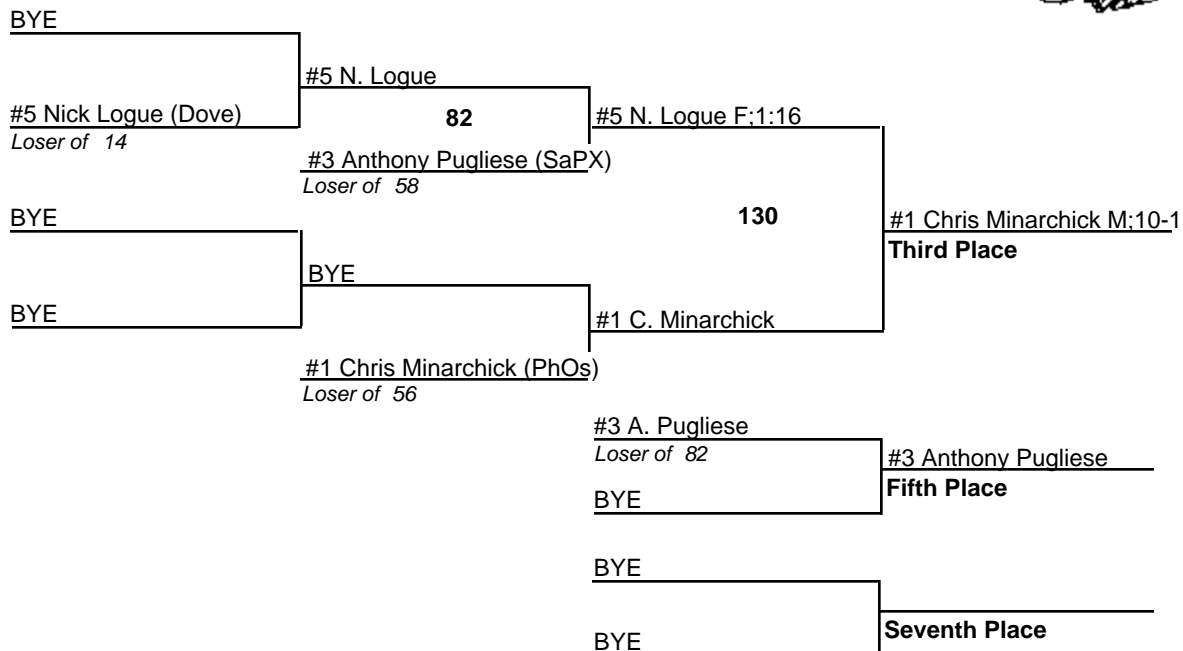 BYE
#5 N. Logue
#5 Nick Logue (Dove)
Loser of 14
82
#5 N. Logue F;1:16
#3 Anthony Pugliese (SaPX)
Loser of 58
BYE
130
#1 Chris Minarchick M;10-1
Third Place
BYE
BYE
#1 C. Minarchick
#1 Chris Minarchick (PhOs)
Loser of 56
#3 A. Pugliese
Loser of 82
#3 Anthony Pugliese
Fifth Place
BYE
BYE
Seventh Place
BYE